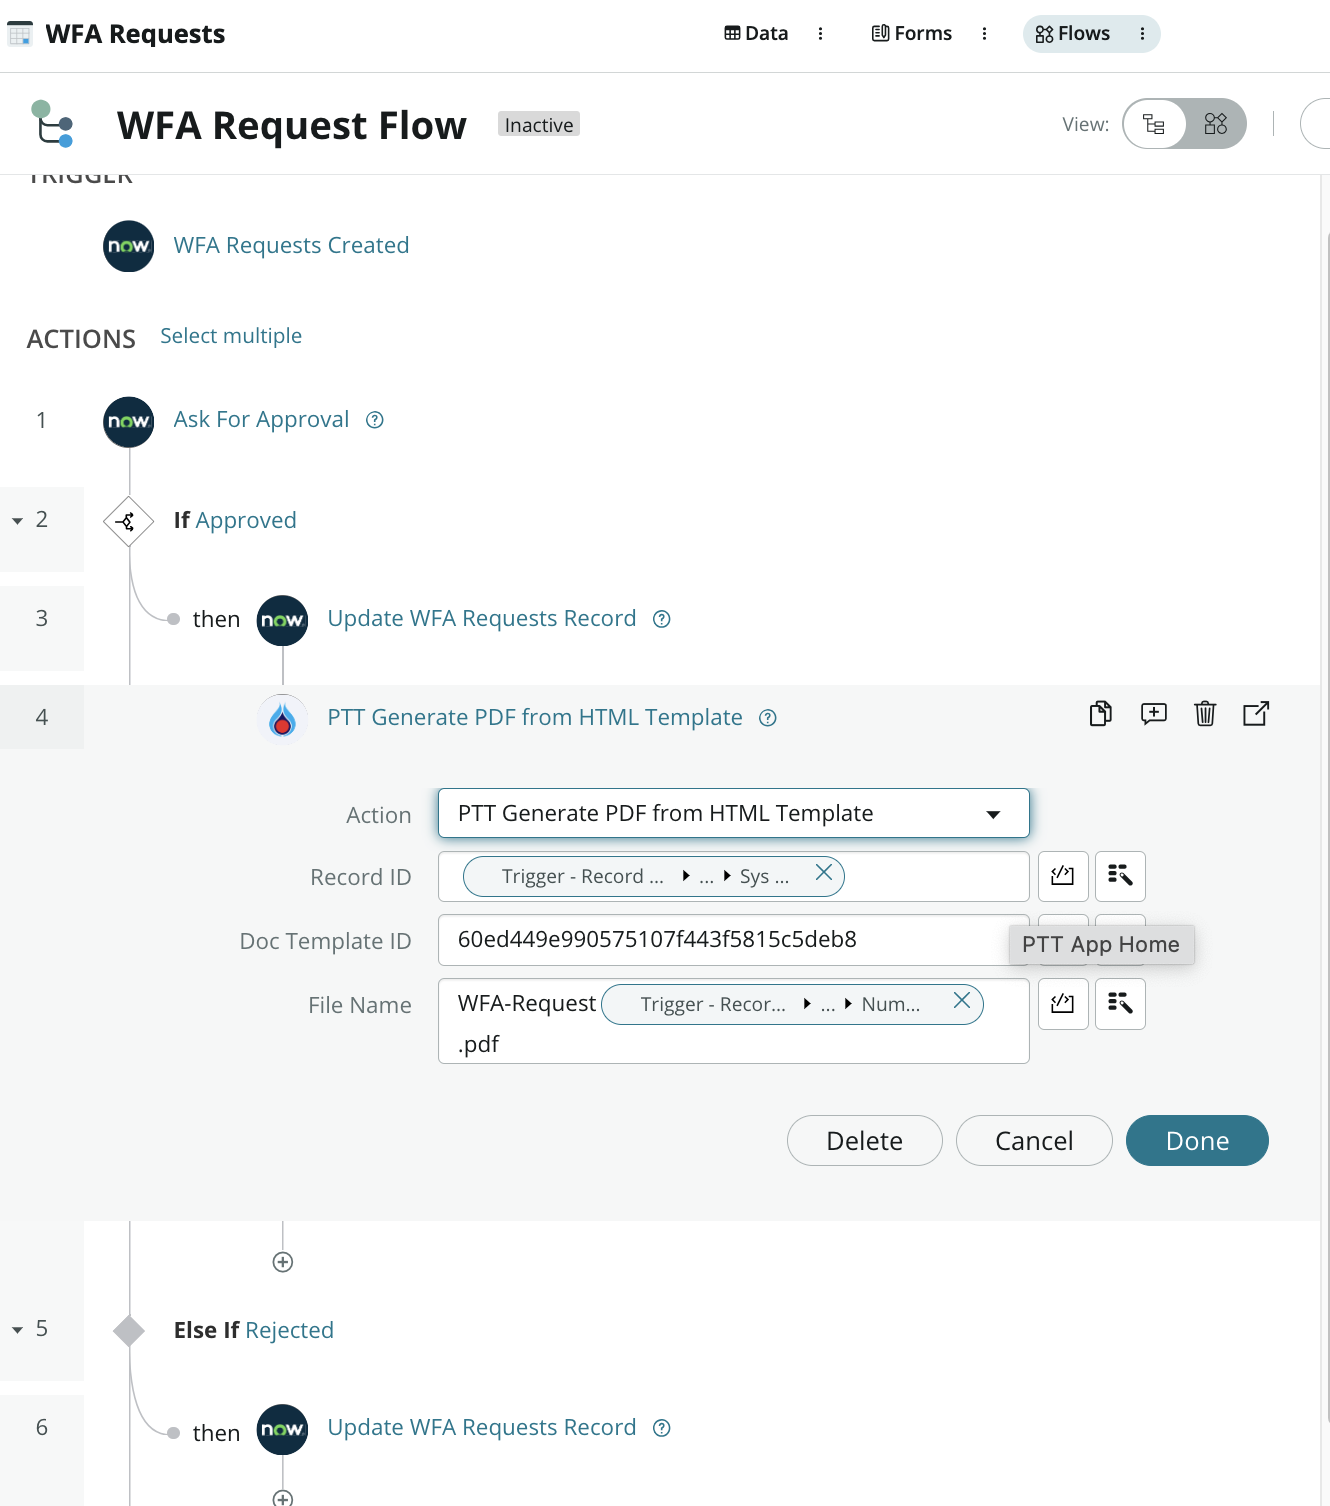 WFA Requests
Data
Forms
Flows
WFA Request Flow
Inactive
View:
TRIGGER
now
WFA Requests Created
ACTIONS
Select multiple
1
now
Ask For Approval
2
If Approved
3
then
now
Update WFA Requests Record
4
PTT Generate PDF from HTML Template
Action
PTT Generate PDF from HTML Template
Record ID
Trigger - Record ... ... Sys ...
Doc Template ID
60ed449e990575107f443f5815c5deb8
PTT App Home
File Name
WFA-Request Trigger - Recor... ... Num...
.pdf
Delete
Cancel
Done
5
Else If Rejected
6
then
now
Update WFA Requests Record